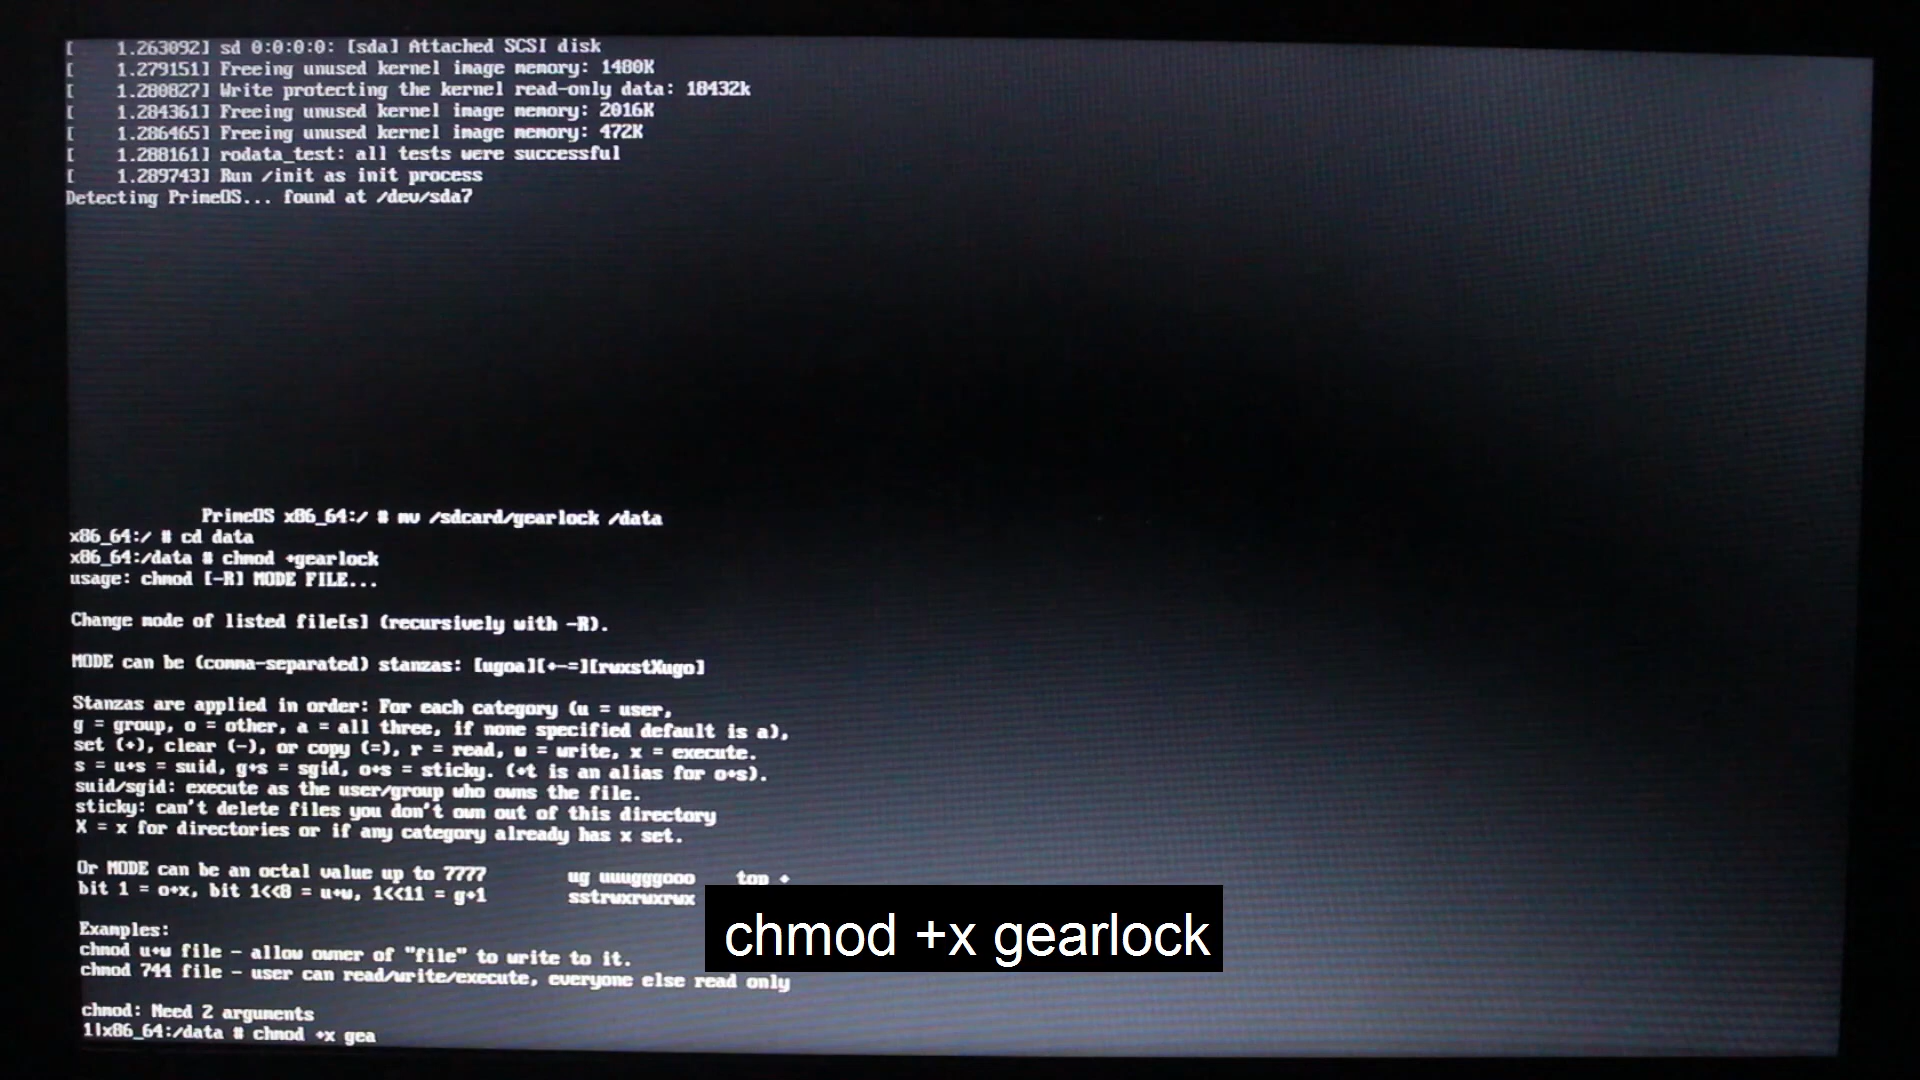 [    1.263092] sd 0:0:0:0: [sda] Attached SCSI disk
[    1.279151] Freeing unused kernel image memory: 1480K
[    1.280827] Write protecting the kernel read-only data: 18432k
[    1.284361] Freeing unused kernel image memory: 2016K
[    1.286465] Freeing unused kernel image memory: 472K
[    1.288161] rodata_test: all tests were successful
[    1.289743] Run /init as init process
Detecting PrimeOS... found at /dev/sda7
PrimeOS x86_64:/ # mv /sdcard/gearlock /data
x86_64:/ # cd data
x86_64:/data # chmod +gearlock
usage: chmod [-R] MODE FILE...
Change mode of listed file[s] (recursively with -R).
MODE can be (comma-separated) stanzas: [ugoa][+-=][rwxstXugo]
Stanzas are applied in order: For each category (u = user,
g = group, o = other, a = all three, if none specified default is a),
set (+), clear (-), or copy (=), r = read, w = write, x = execute.
s = u+s = suid, g+s = sgid, o+s = sticky. (+t is an alias for o+s).
suid/sgid: execute as the user/group who owns the file.
sticky: can't delete files you don't own out of this directory
X = x for directories or if any category already has x set.
Or MODE can be an octal value up to 7777 ug uuugggooo top +
bit 1 = o+x, bit 1<<8 = u+w, 1<<11 = g+1 sstrwxrwxrwx
Examples:
chmod u+w file - allow owner of "file" to write to it.
chmod 744 file - user can read/write/execute, everyone else read only
chmod: Need 2 arguments
1|x86_64:/data # chmod +x gea
chmod +x gearlock